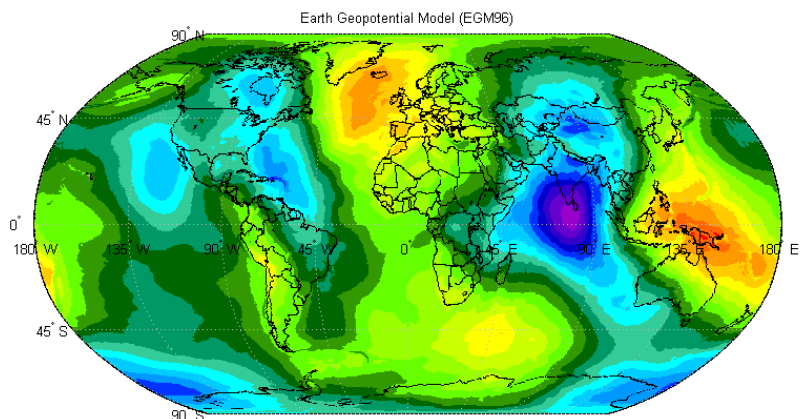 Earth Geopotential Model (EGM96)
90° N
45° N
0°
180° W 135° W 90° W 45° W 0° 45° E 90° E 135° E 180° E
45° S
90° S